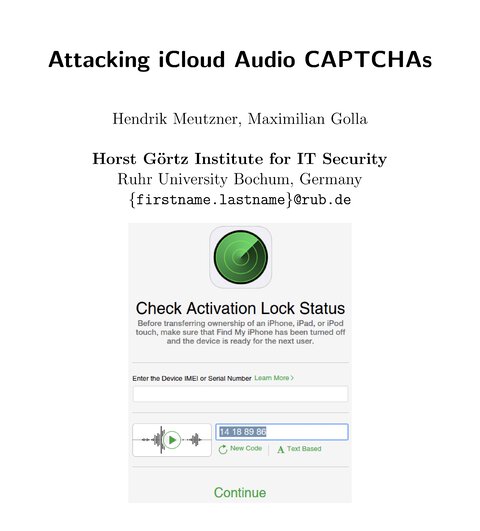 Attacking iCloud Audio CAPTCHAs
Hendrik Meutzner, Maximilian Golla
Horst Görtz Institute for IT Security
Ruhr University Bochum, Germany
{firstname.lastname}@rub.de
Check Activation Lock Status
Before transferring ownership of an iPhone, iPad, or iPod
touch, make sure that Find My iPhone has been turned off
and the device is ready for the next user.
Enter the Device IMEI or Serial Number Learn More >
14 18 89 86
New Code A Text Based
Continue